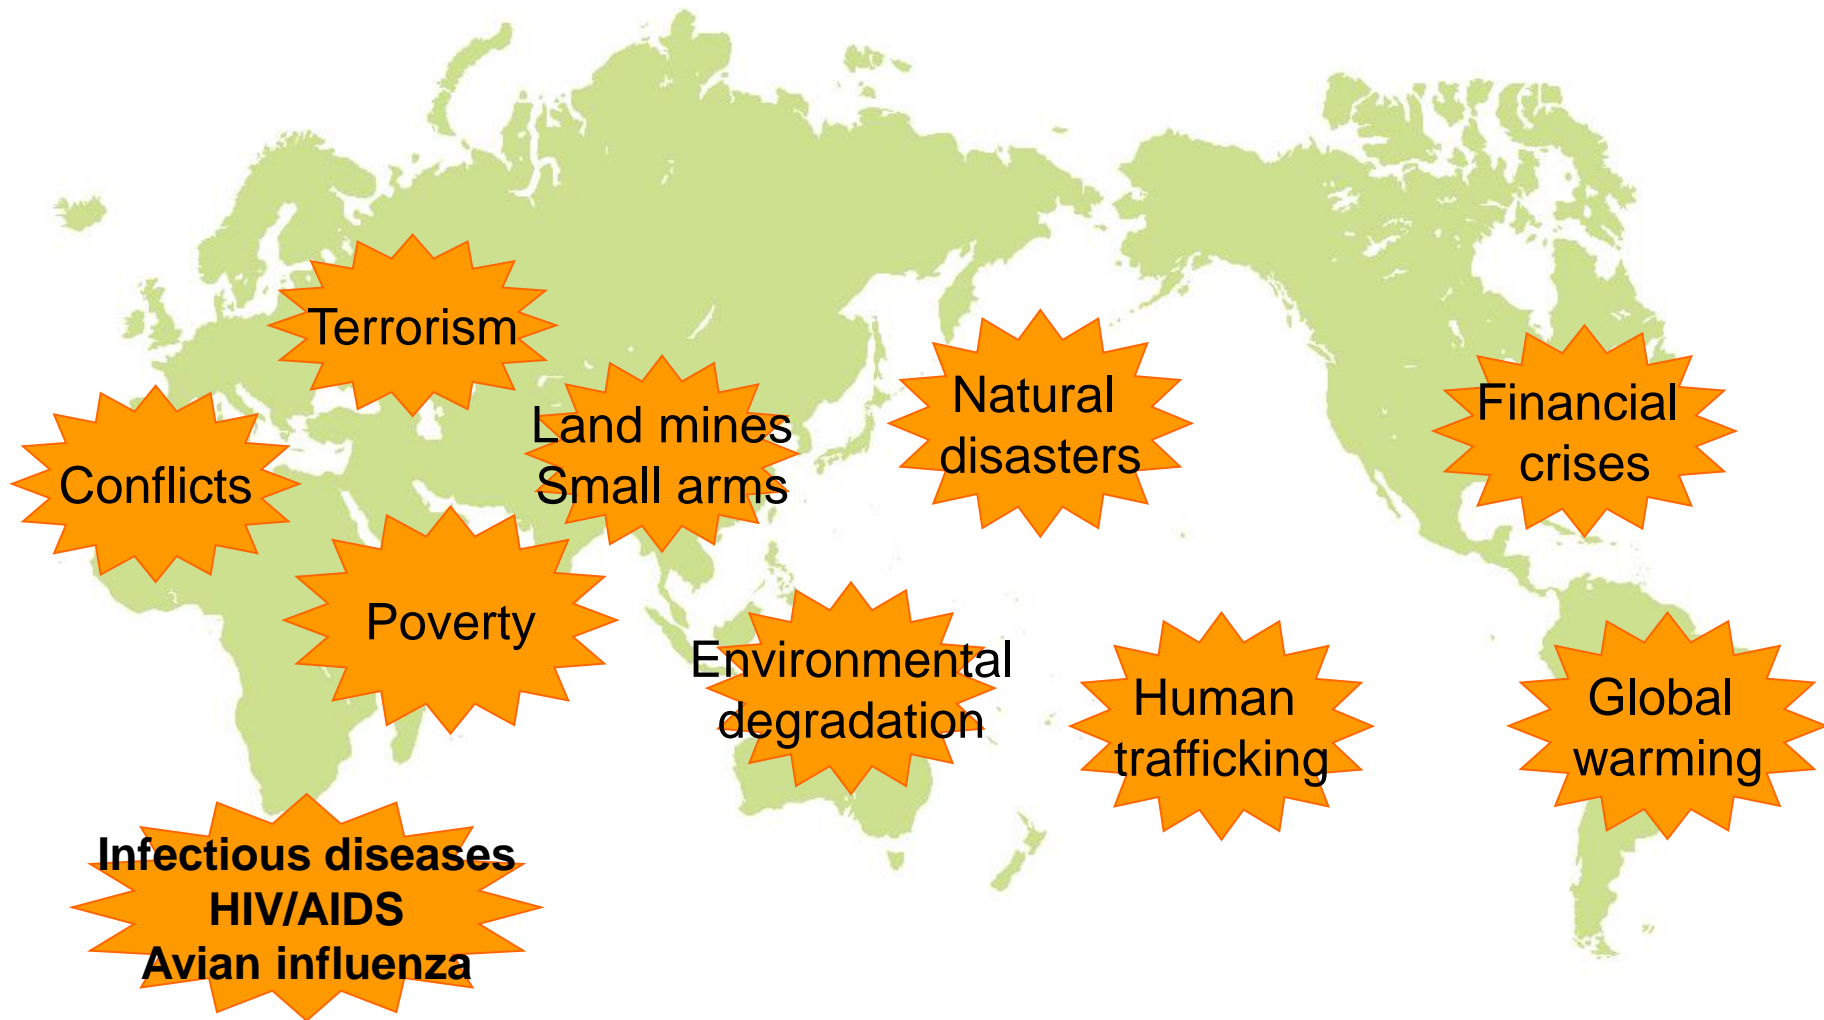 Terrorism
Conflicts
Land mines
Small arms
Natural
disasters
Financial
crises
Poverty
Environmental
degradation
Human
trafficking
Global
warming
Infectious diseases
HIV/AIDS
Avian influenza